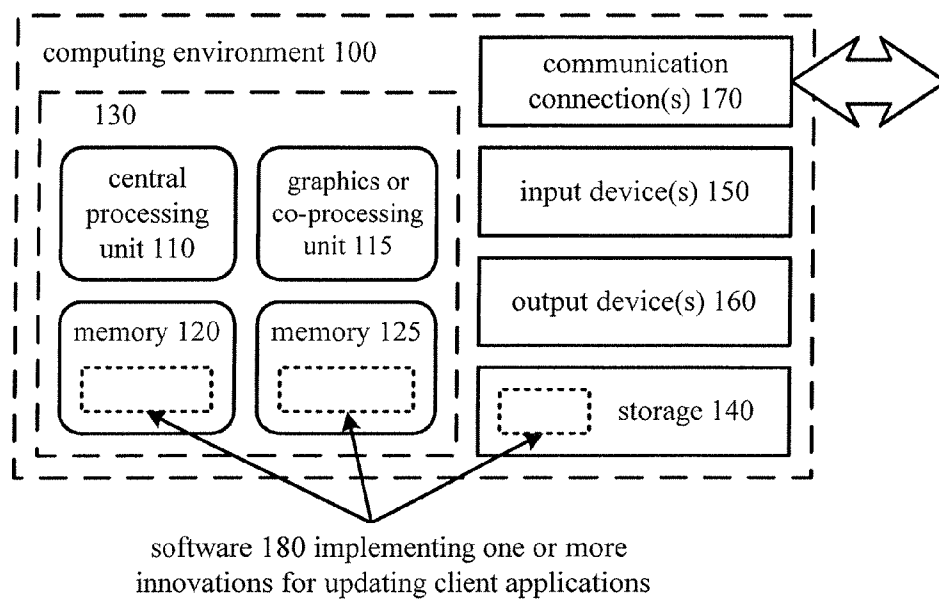 computing environment 100
130
central
processing
unit 110
graphics or
co-processing
unit 115
memory 120
memory 125
communication
connection(s) 170
input device(s) 150
output device(s) 160
storage 140
software 180 implementing one or more
innovations for updating client applications